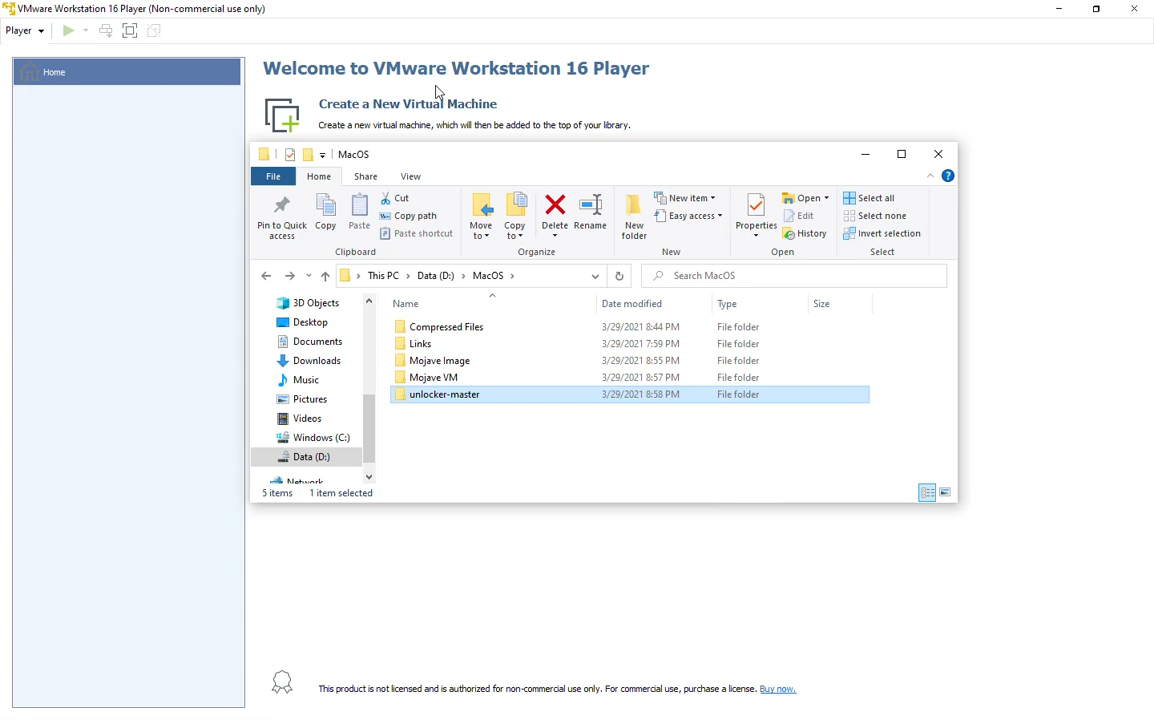 VMware Workstation 16 Player (Non-commercial use only)
Player
Home
Welcome to VMware Workstation 16 Player
Create a New Virtual Machine
Create a new virtual machine, which will then be added to the top of your library.
MacOS
File Home Share View
Pin to Quick access
Copy
Paste
Cut
Copy path
Paste shortcut
Clipboard
Move to
Copy to
Delete
Rename
Organize
New folder
New item
Easy access
New
Properties
Open
Edit
History
Open
Select all
Select none
Invert selection
Select
This PC > Data (D:) > MacOS >
Search MacOS
3D Objects
Desktop
Documents
Downloads
Music
Pictures
Videos
Windows (C:)
Data (D:)
Network
Name Date modified Type Size
Compressed Files 3/29/2021 8:44 PM File folder
Links 3/29/2021 7:59 PM File folder
Mojave Image 3/29/2021 8:55 PM File folder
Mojave VM 3/29/2021 8:57 PM File folder
unlocker-master 3/29/2021 8:58 PM File folder
5 items 1 item selected
This product is not licensed and is authorized for non-commercial use only. For commercial use, purchase a license. Buy now.